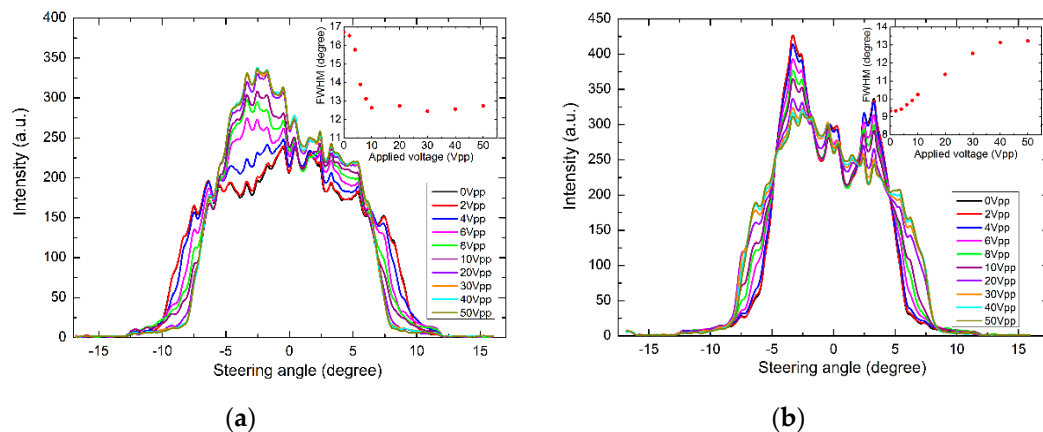 400
350
300
250
200
150
100
50
0
Intensity (a.u.)
-15 -10 -5 0 5 10 15
Steering angle (degree)
17
16
15
14
13
12
11
FWHM (degree)
0 10 20 30 40 50
Applied voltage (Vpp)
0Vpp
2Vpp
4Vpp
6Vpp
8Vpp
10Vpp
20Vpp
30Vpp
40Vpp
50Vpp
(a)
450
400
350
300
250
200
150
100
50
0
Intensity (a.u.)
-15 -10 -5 0 5 10 15
Steering angle (degree)
14
13
12
11
10
9
8
FWHM (degree)
0 10 20 30 40 50
Applied voltage (Vpp)
0Vpp
2Vpp
4Vpp
6Vpp
8Vpp
10Vpp
20Vpp
30Vpp
40Vpp
50Vpp
(b)